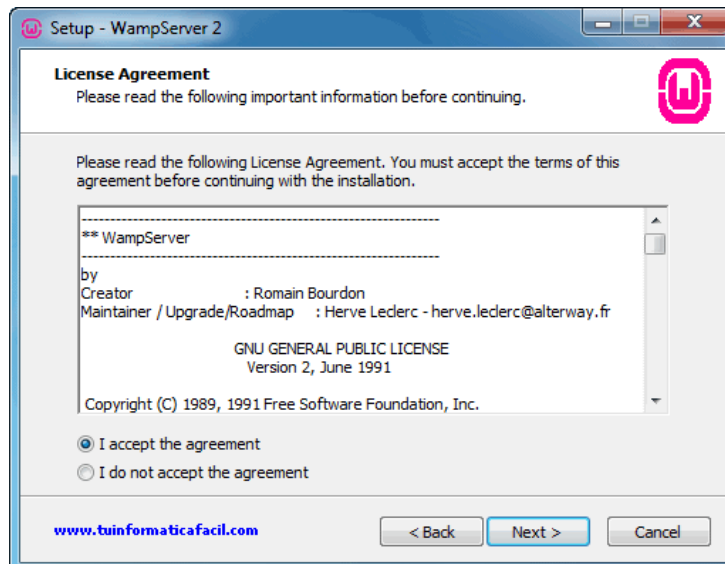 Setup - WampServer 2
License Agreement
Please read the following important information before continuing.
Please read the following License Agreement. You must accept the terms of this
agreement before continuing with the installation.
----------------------------------------------------------------
** WampServer
----------------------------------------------------------------
by
Creator : Romain Bourdon
Maintainer / Upgrade/Roadmap : Herve Leclerc - herve.leclerc@alterway.fr
GNU GENERAL PUBLIC LICENSE
Version 2, June 1991
Copyright (C) 1989, 1991 Free Software Foundation, Inc.
I accept the agreement
I do not accept the agreement
www.tuinformaticafacil.com < Back Next > Cancel